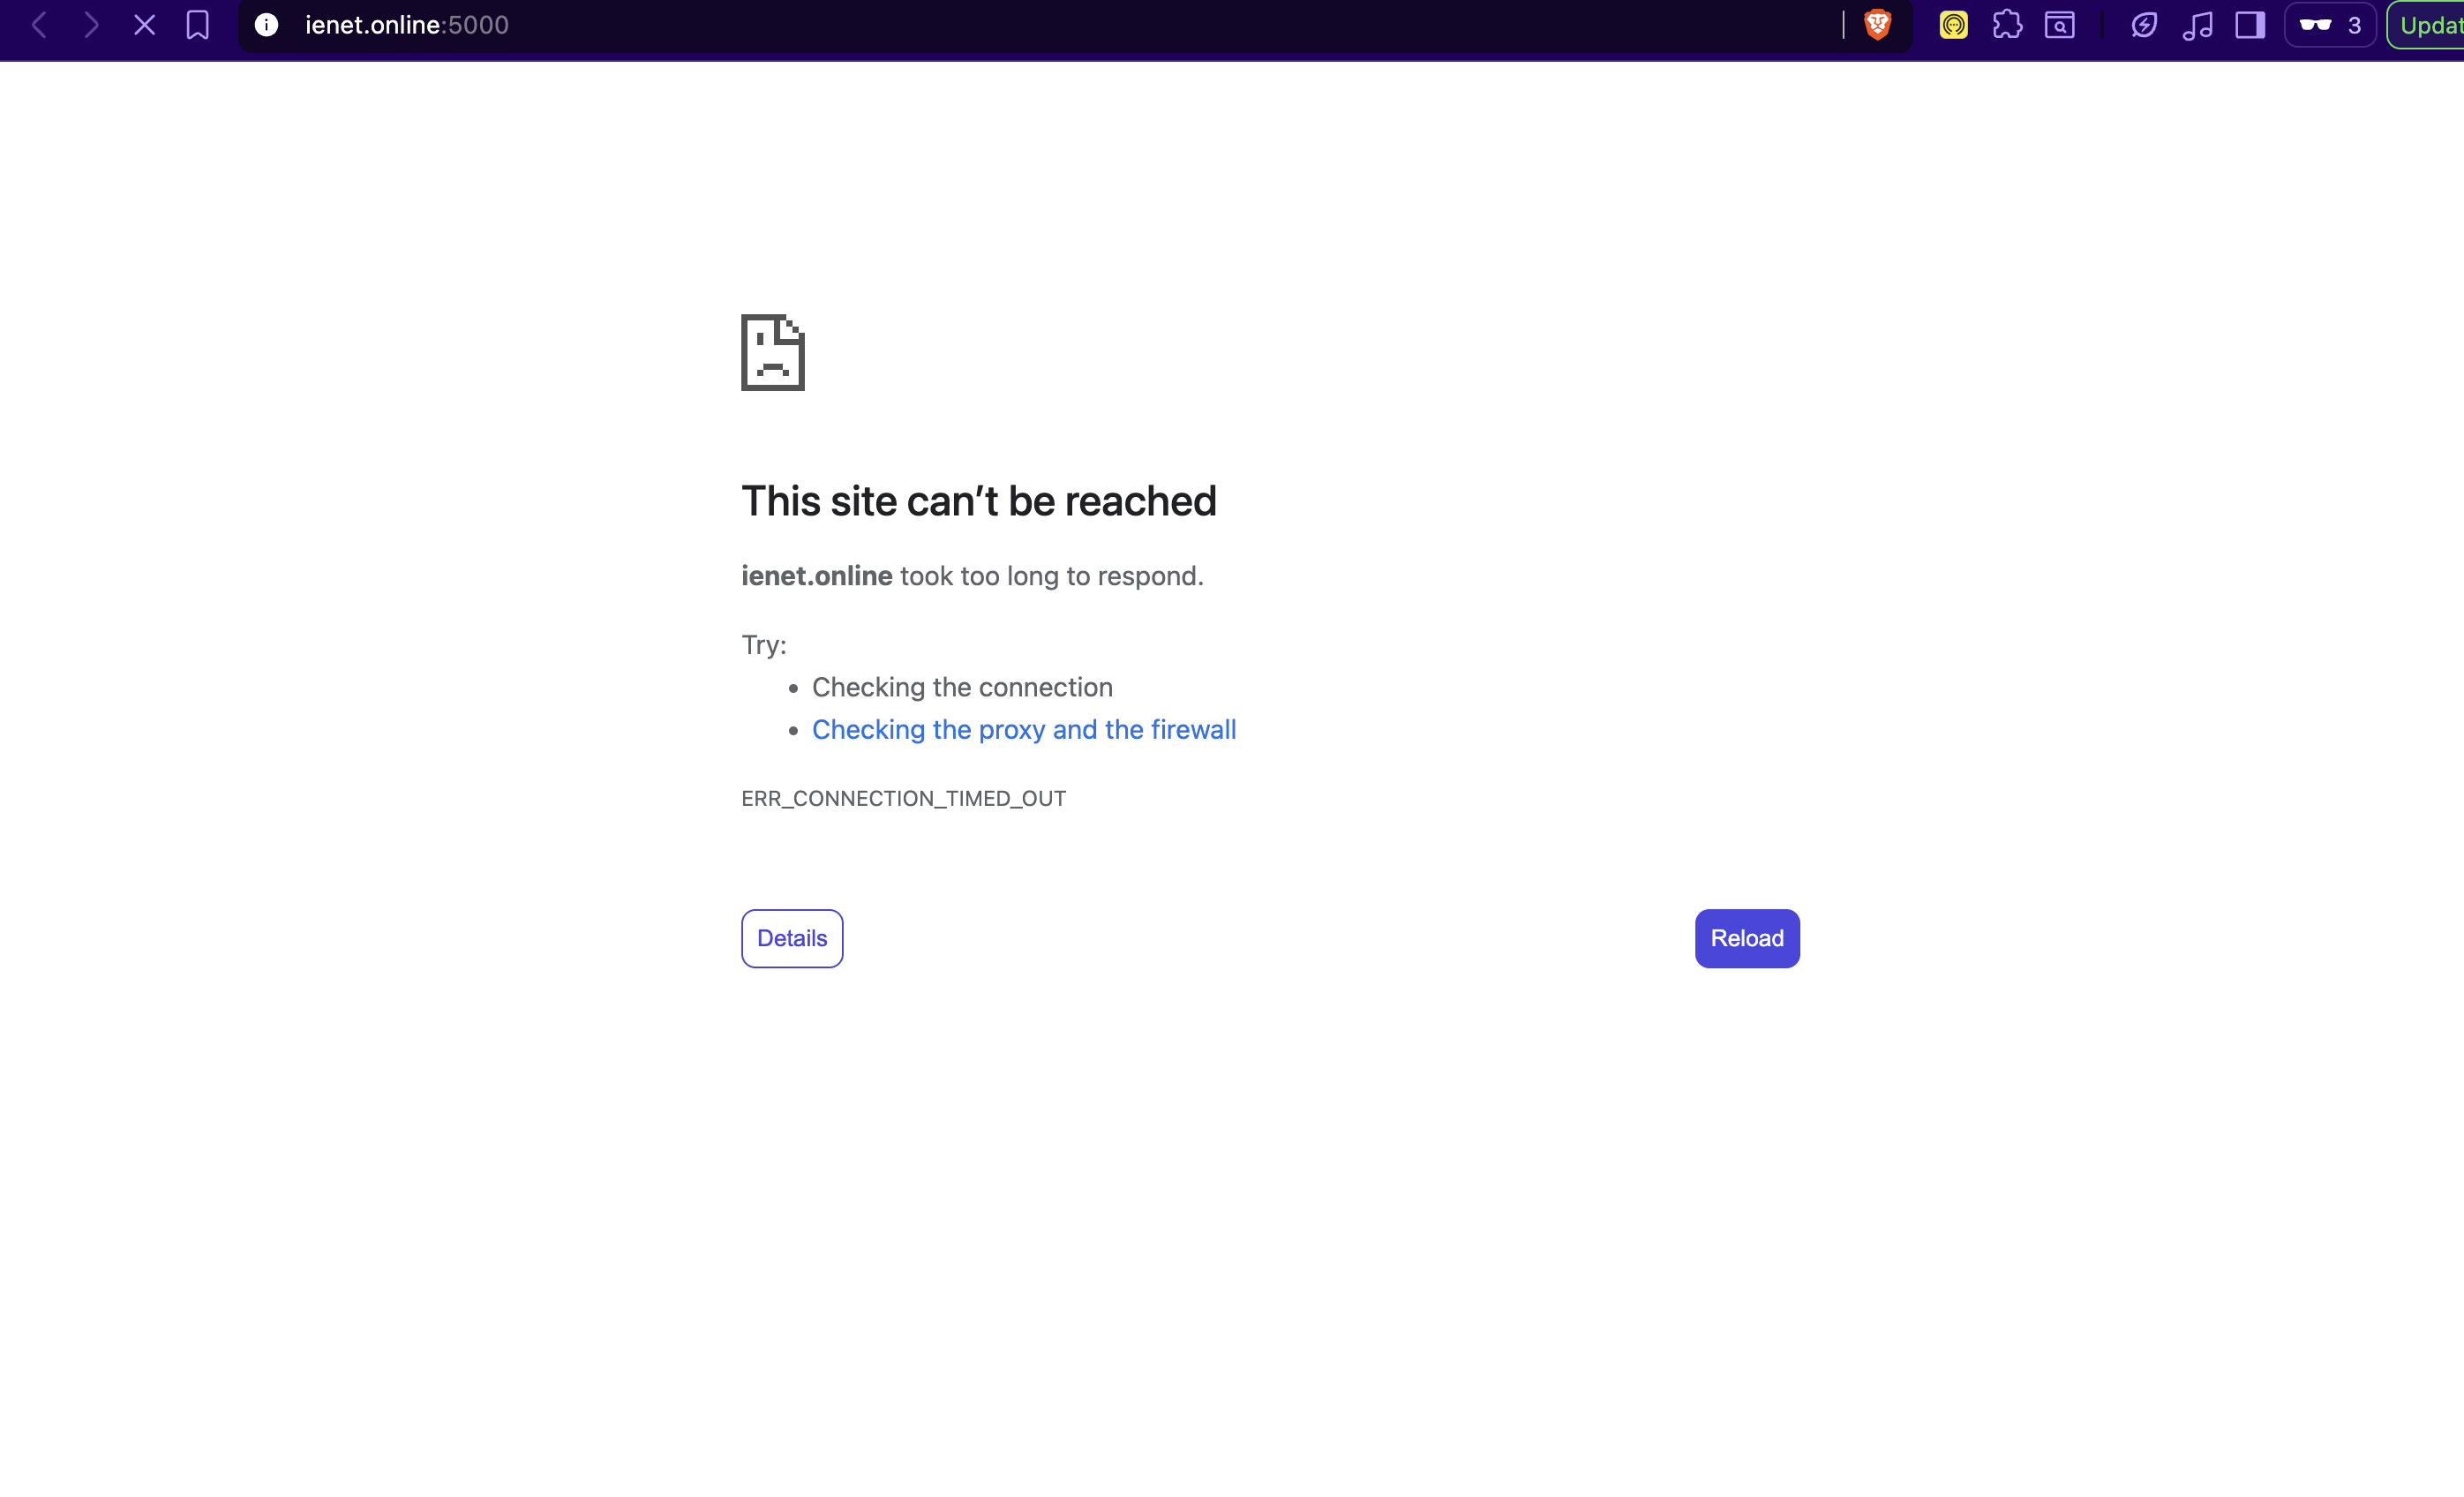 ienet.online:5000
3
Updat
This site can’t be reached
ienet.online took too long to respond.
Try:
Checking the connection
Checking the proxy and the firewall
ERR_CONNECTION_TIMED_OUT
Details
Reload